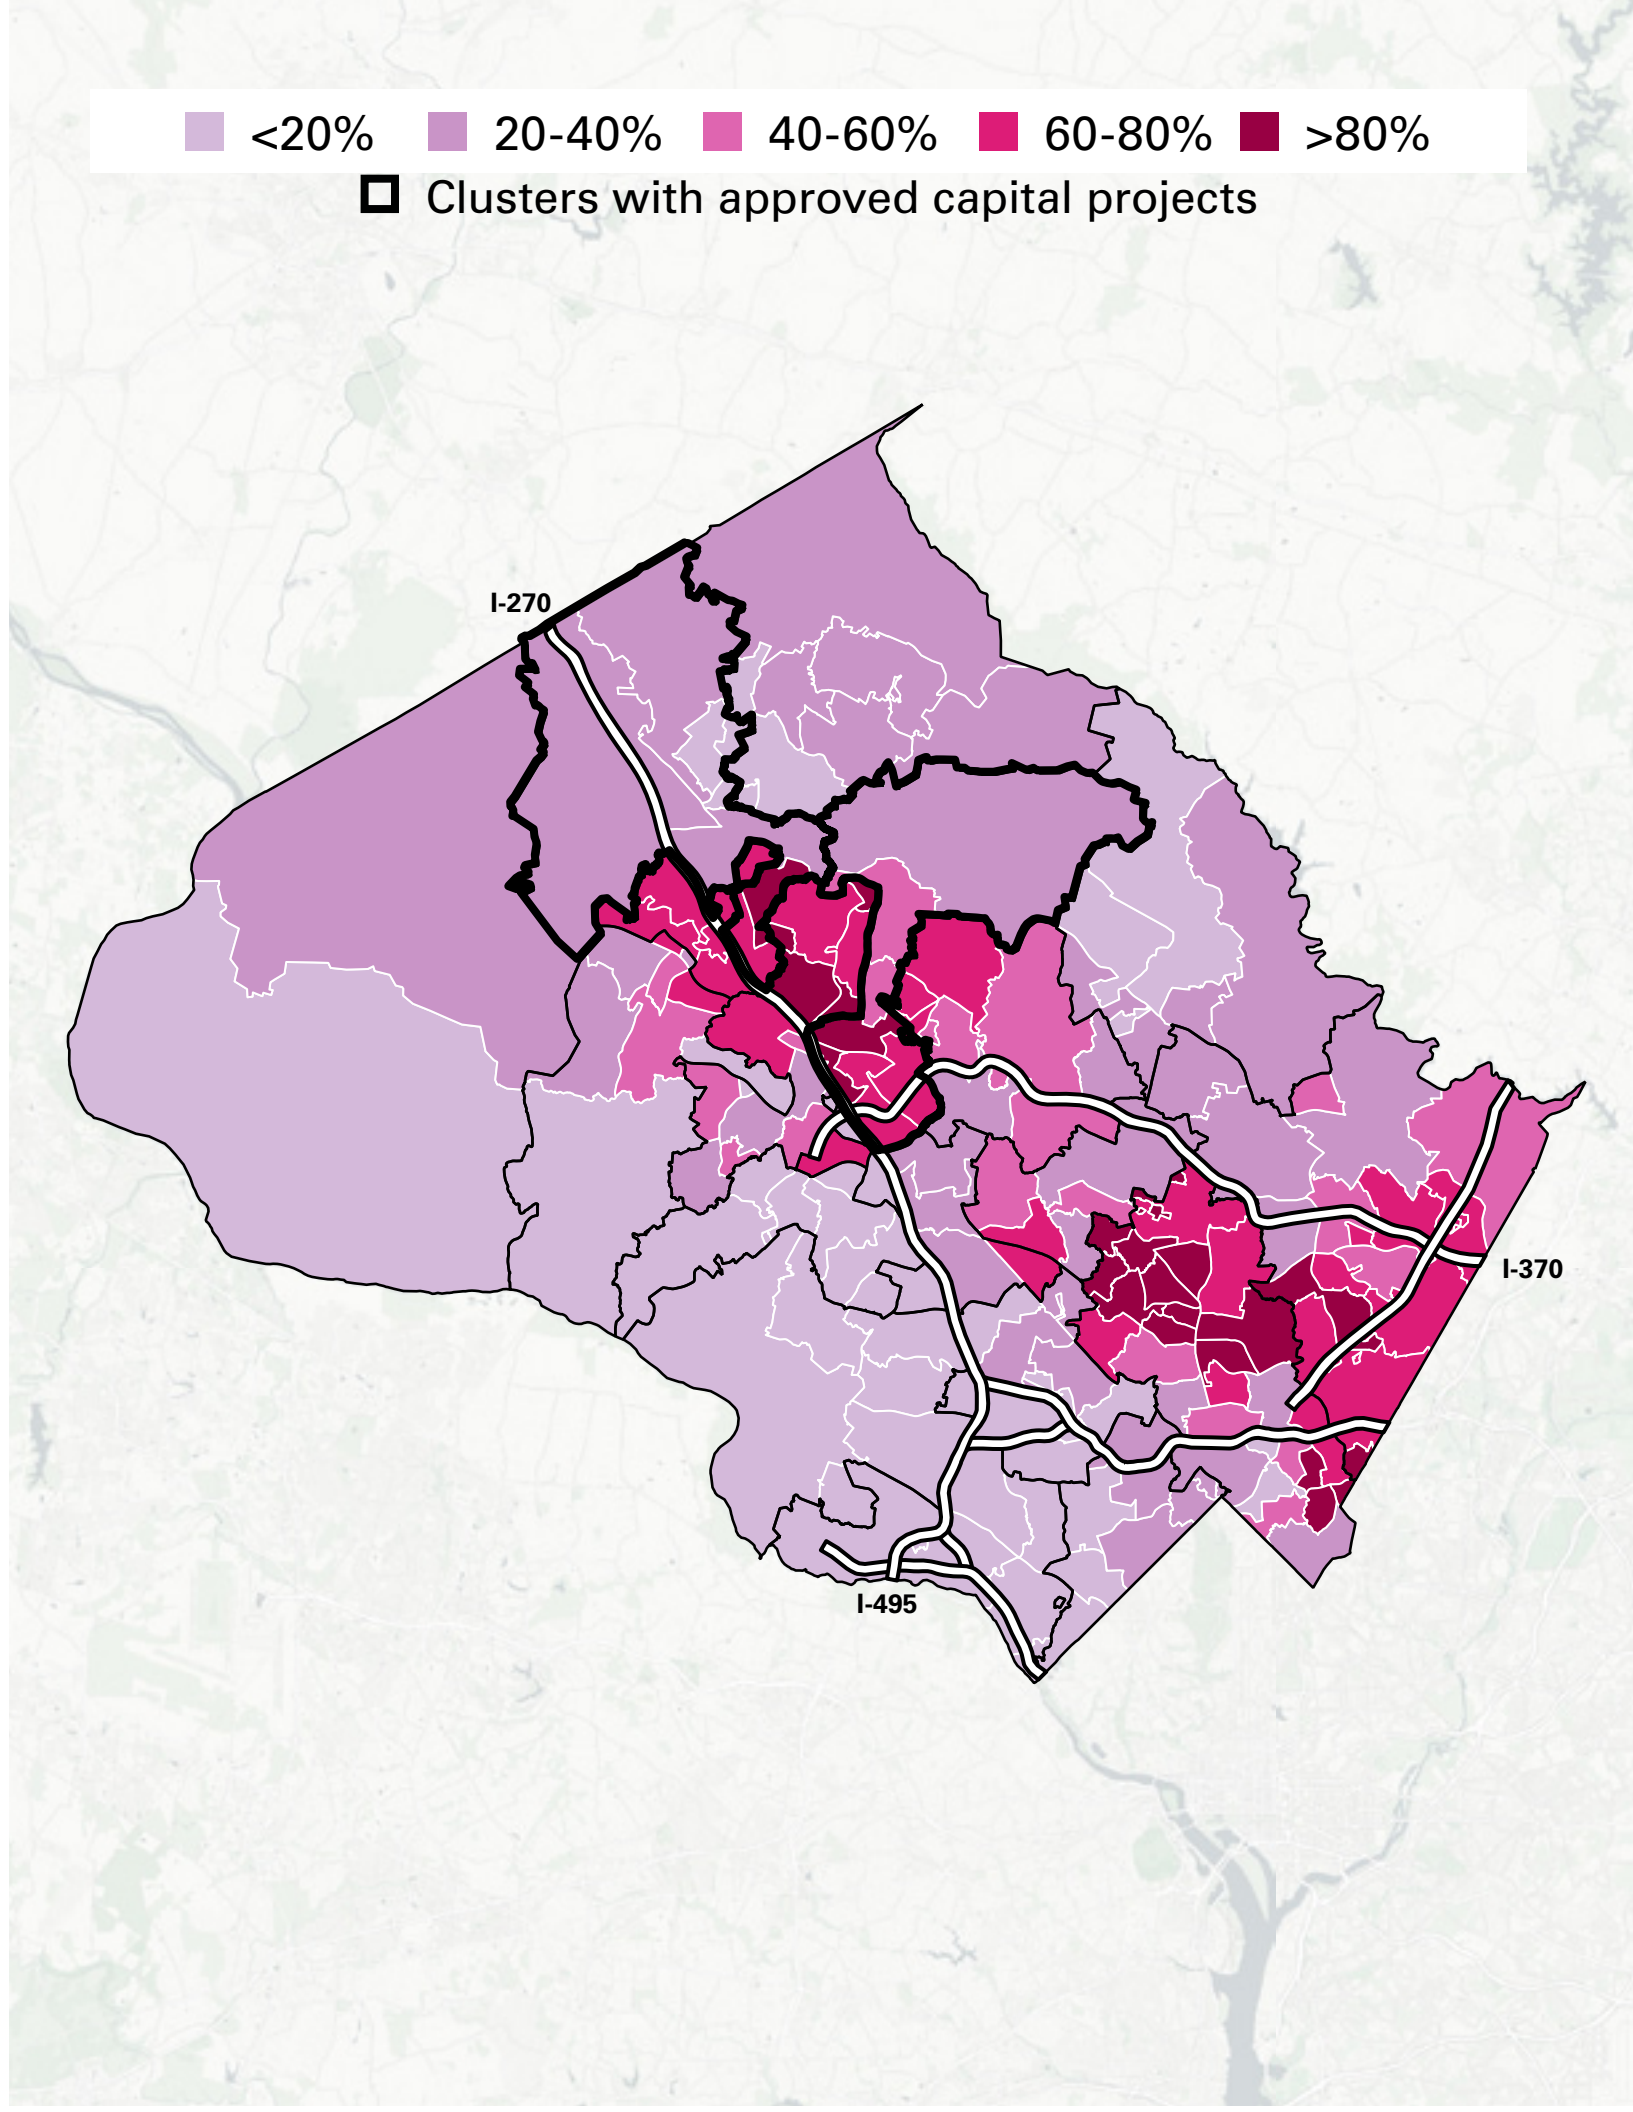 <20% 20-40% 40-60% 60-80% >80%
Clusters with approved capital projects
I-270
I-370
I-495